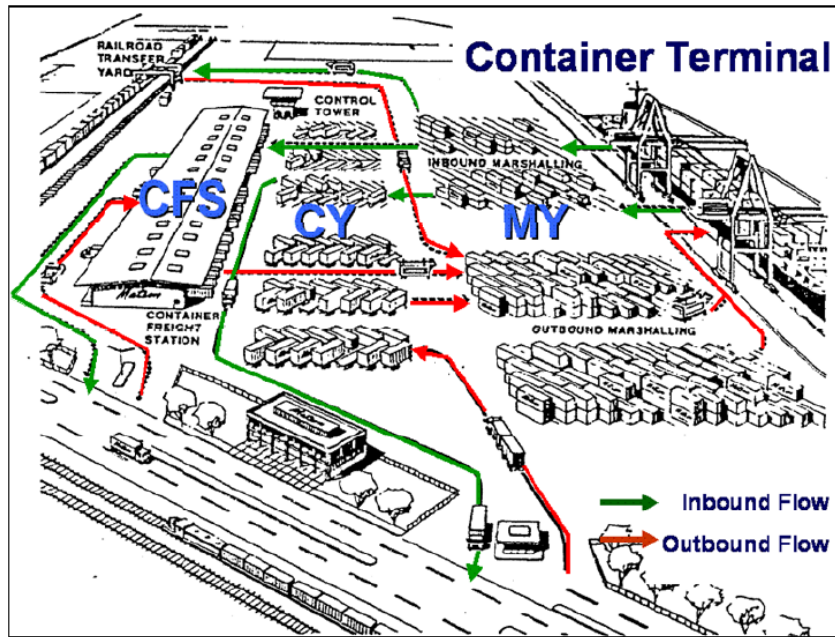 Container Terminal
RAILROAD
TRANSFER
YARD
CONTROL
TOWER
INBOUND MARSHALLING
CFS
CY
MY
Matson
CONTAINER
FREIGHT
STATION
OUTBOUND MARSHALLING
Inbound Flow
Outbound Flow